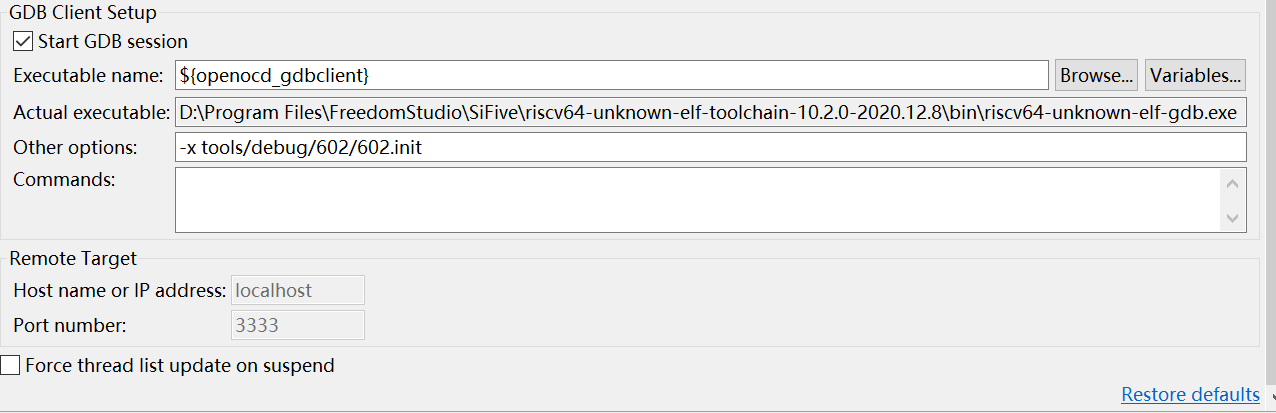 GDB Client Setup
Start GDB session
Executable name: ${openocd_gdbclient} Browse... Variables...
Actual executable: D:\Program Files\FreedomStudio\SiFive\riscv64-unknown-elf-toolchain-10.2.0-2020.12.8\bin\riscv64-unknown-elf-gdb.exe
Other options: -x tools/debug/602/602.init
Commands:
Remote Target
Host name or IP address: localhost
Port number: 3333
Force thread list update on suspend
Restore defaults